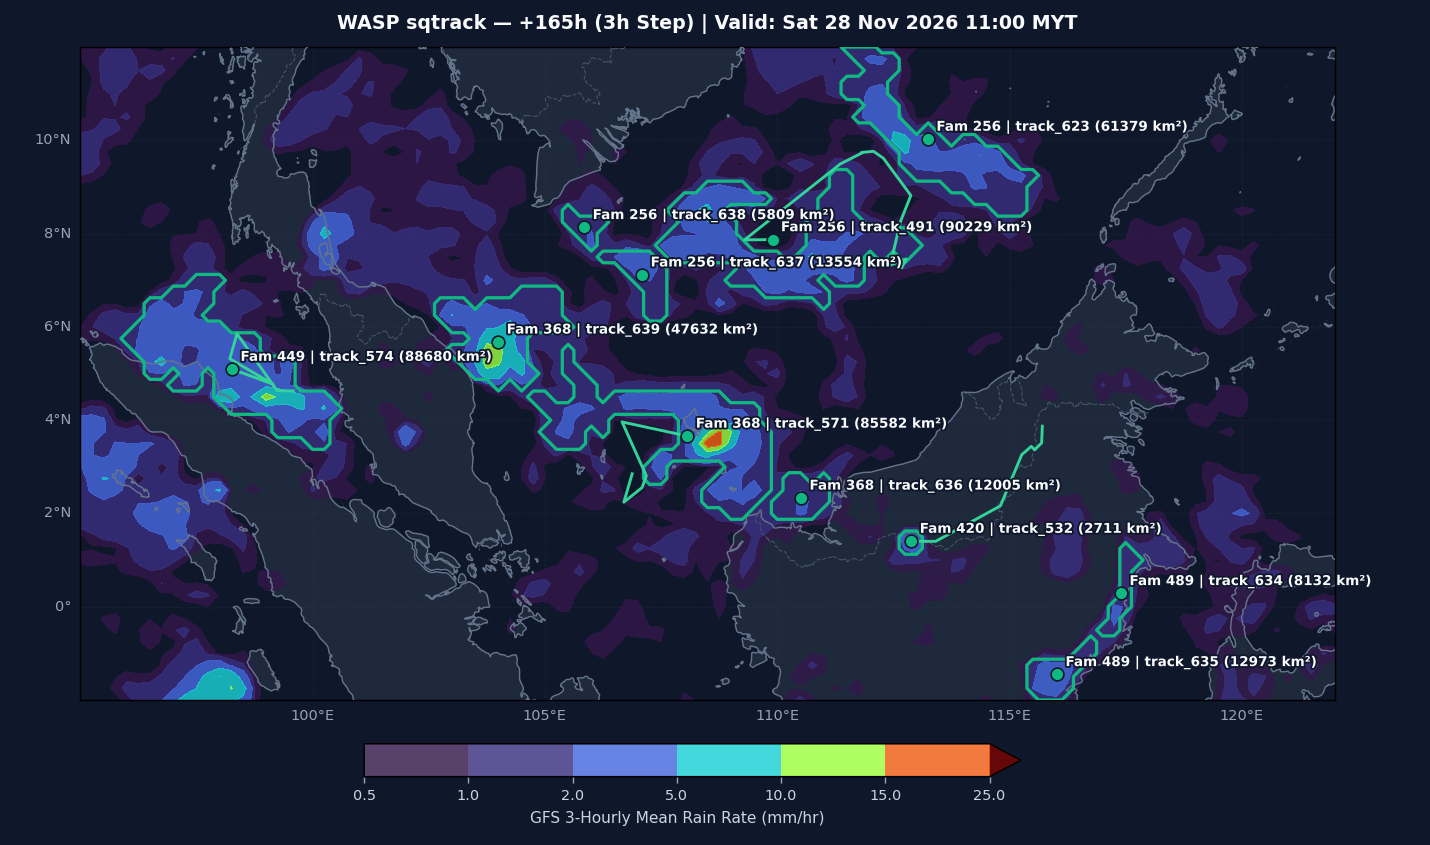 WASP sqtrack — +165h (3h Step) | Valid: Sat 28 Nov 2026 11:00 MYT
Fam 256 | track_623 (61379 km²)
10°N
Fam 256 | track_638 (5809 km²)
Fam 256 | track_491 (90229 km²)
8°N
Fam 256 | track_637 (13554 km²)
6°N
Fam 368 | track_639 (47632 km²)
Fam 449 | track_574 (88680 km²)
4°N
Fam 368 | track_571 (85582 km²)
Fam 368 | track_636 (12005 km²)
2°N
Fam 420 | track_532 (2711 km²)
Fam 489 | track_634 (8132 km²)
0°
Fam 489 | track_635 (12973 km²)
100°E 105°E 110°E 115°E 120°E
0.5 1.0 2.0 5.0 10.0 15.0 25.0
GFS 3-Hourly Mean Rain Rate (mm/hr)